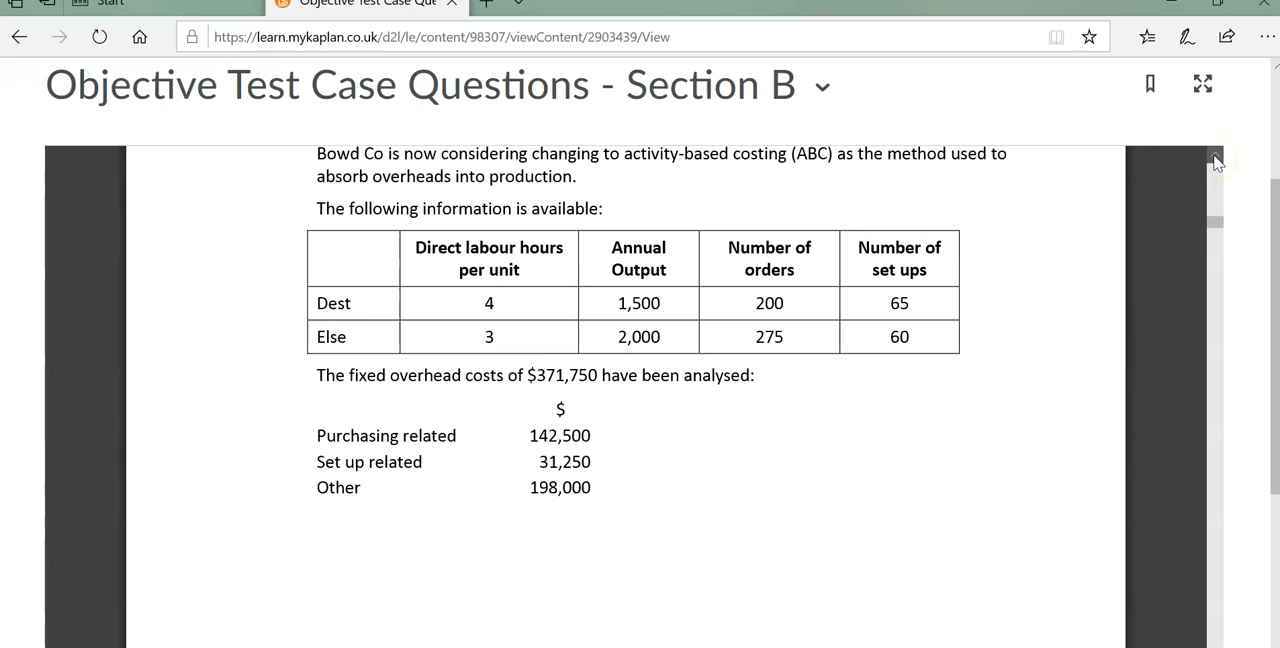 Start
Objective Test Case Que
https://learn.mykaplan.co.uk/d2l/le/content/98307/viewContent/2903439/View
Objective Test Case Questions - Section B
Bowd Co is now considering changing to activity-based costing (ABC) as the method used to
absorb overheads into production.
The following information is available:
Direct labour hours per unit Annual Output Number of orders Number of set ups
Dest 4 1,500 200 65
Else 3 2,000 275 60
The fixed overhead costs of $371,750 have been analysed:
$
Purchasing related 142,500
Set up related 31,250
Other 198,000